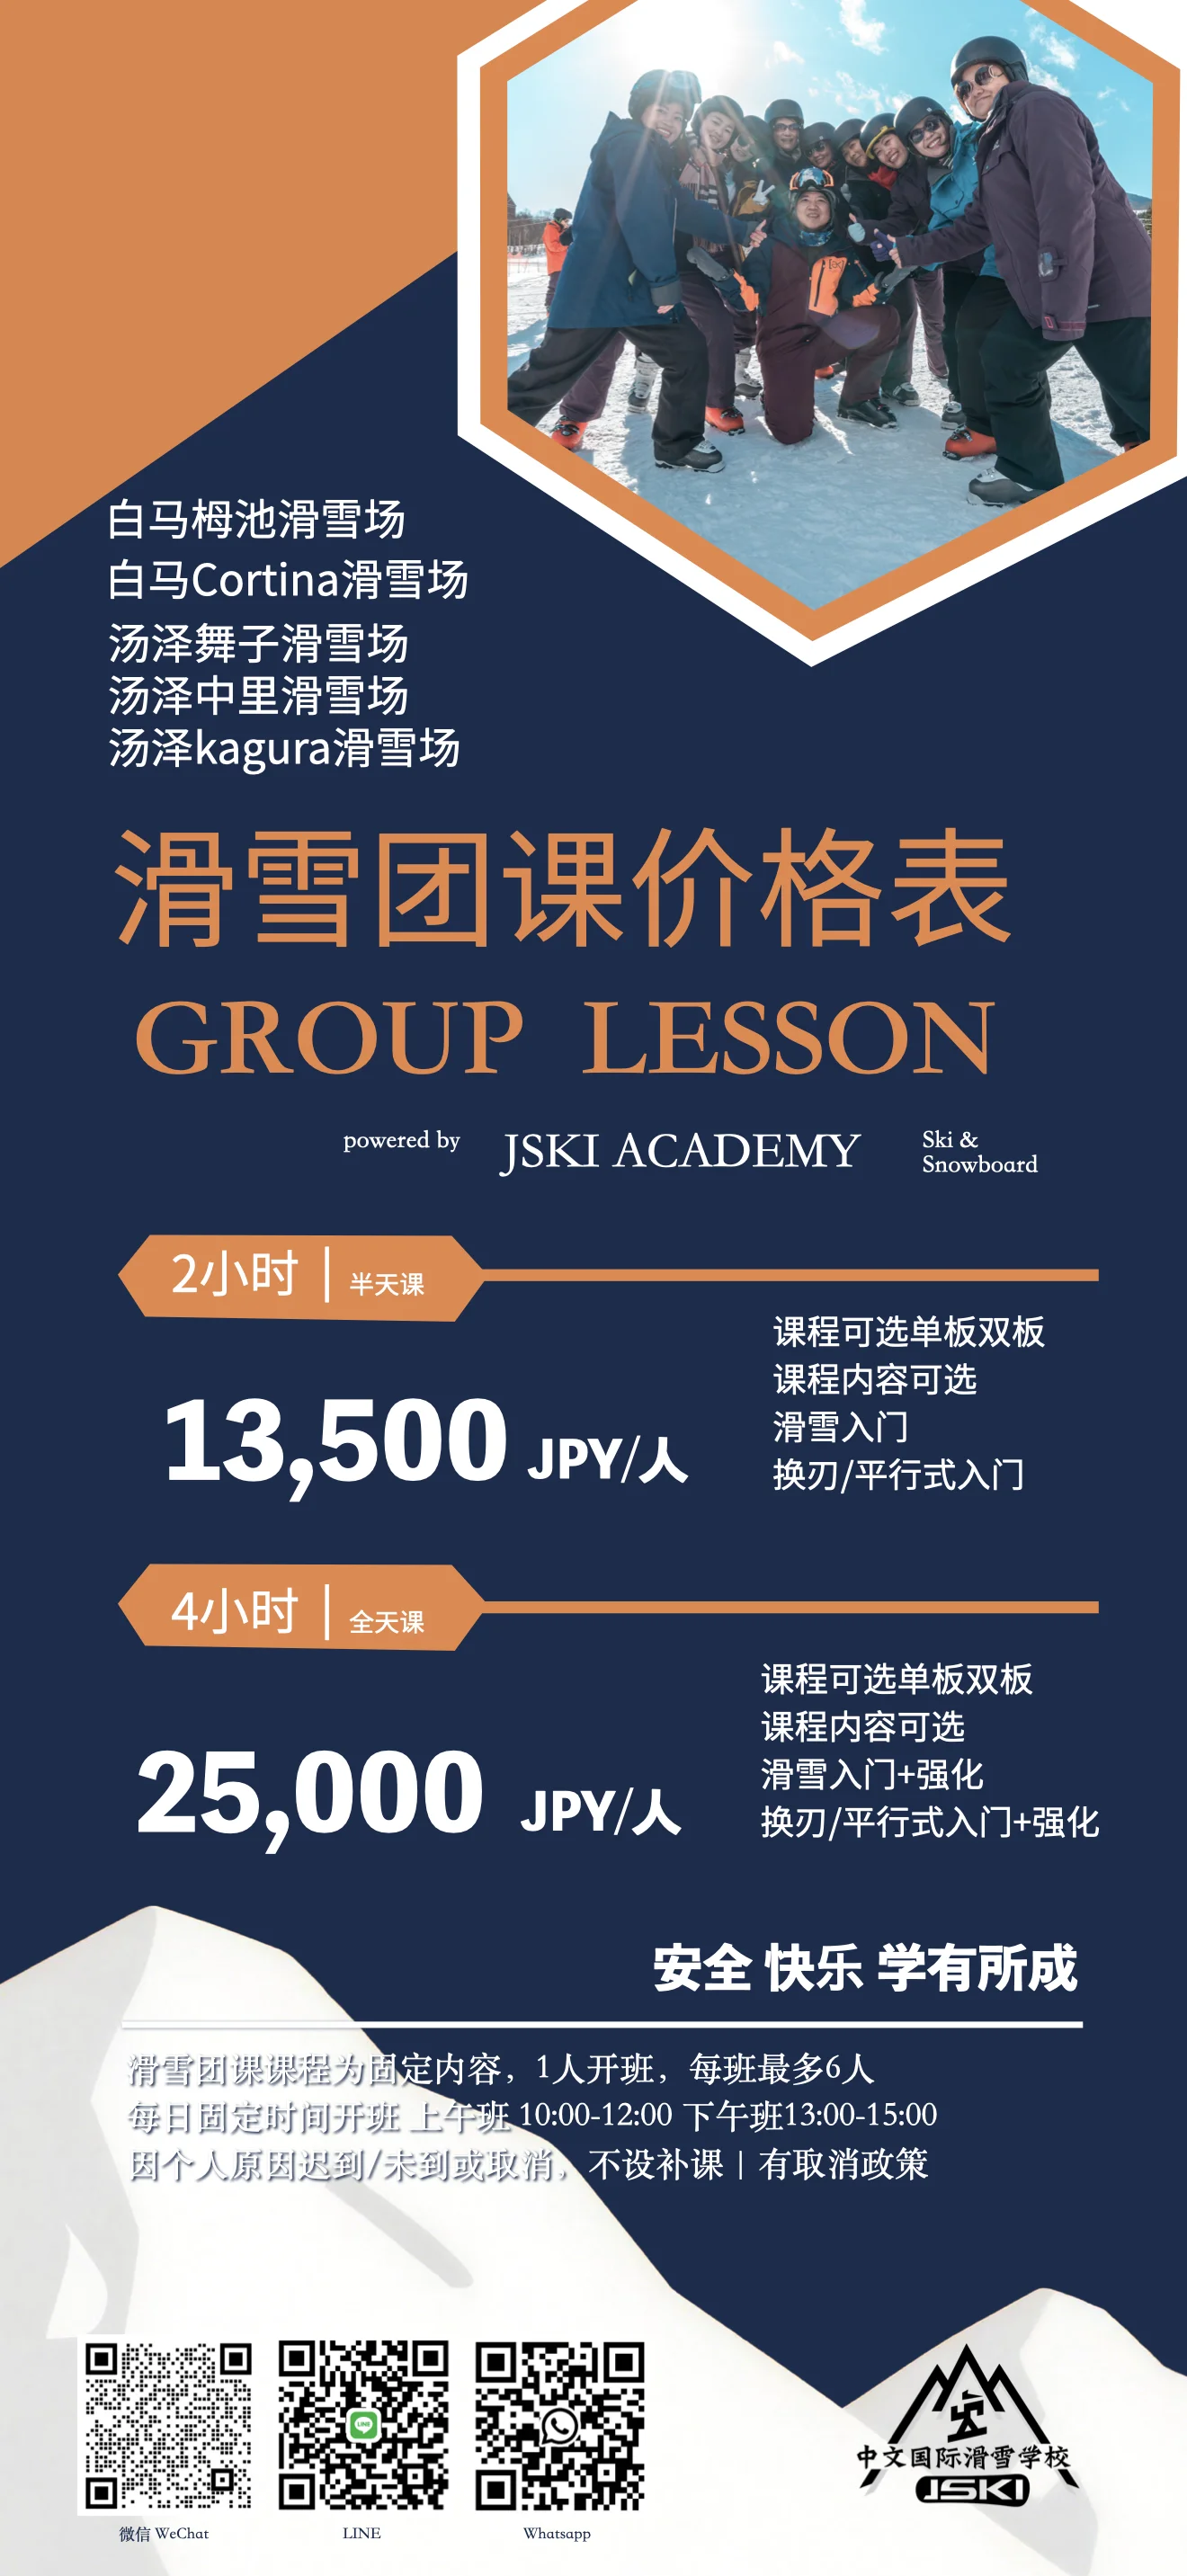 白马栂池滑雪场
白马Cortina滑雪场
汤泽舞子滑雪场
汤泽中里滑雪场
汤泽kagura滑雪场
滑雪团课价格表
GROUP LESSON
powered by JSKI ACADEMY Ski & Snowboard
2小时 | 半天课
课程可选单板双板
课程内容可选
滑雪入门
换刃/平行式入门
13,500 JPY/人
4小时 | 全天课
课程可选单板双板
课程内容可选
滑雪入门+强化
换刃/平行式入门+强化
25,000 JPY/人
安全 快乐 学有所成
滑雪团课课程为固定内容，1人开班，每班最多6人
每日固定时间开班 上午班 10:00-12:00 下午班13:00-15:00
因个人原因迟到/未到或取消，不设补课 | 有取消政策
微信 WeChat
LINE
Whatsapp
中文国际滑雪学校
JSKI